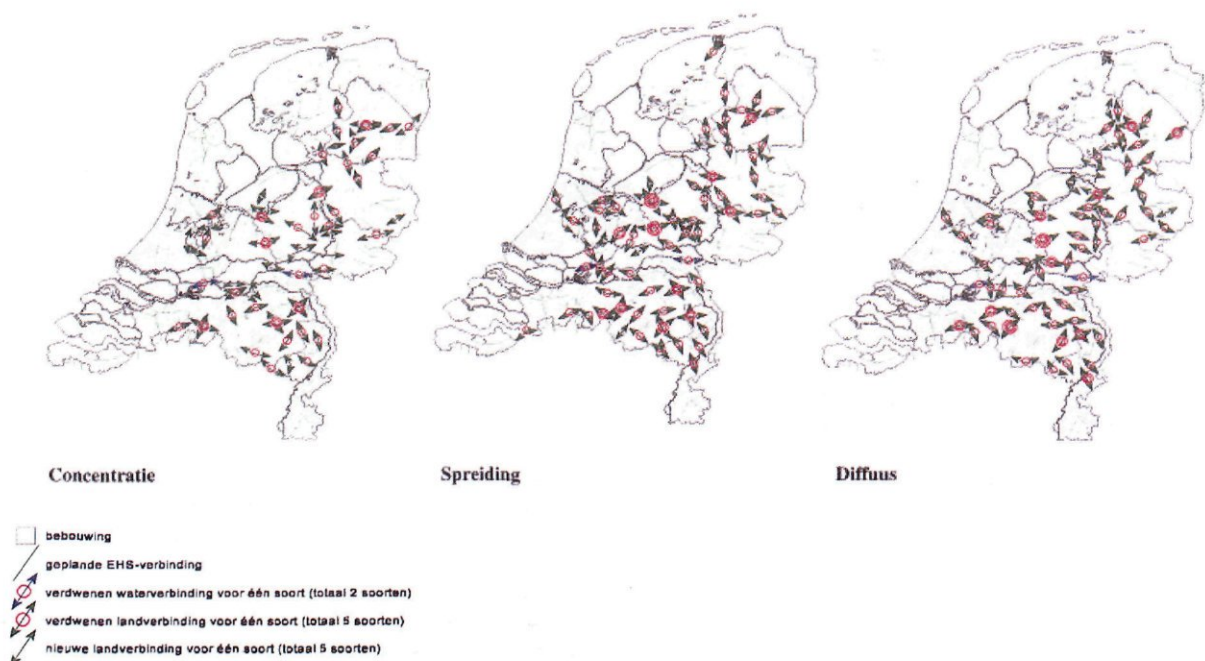 Concentratie
Spreiding
Diffuus
bebouwing
geplande EHS-verbinding
verdwenen waterverbinding voor één soort (totaal 2 soorten)
verdwenen landverbinding voor één soort (totaal 5 soorten)
nieuwe landverbinding voor één soort (totaal 5 soorten)